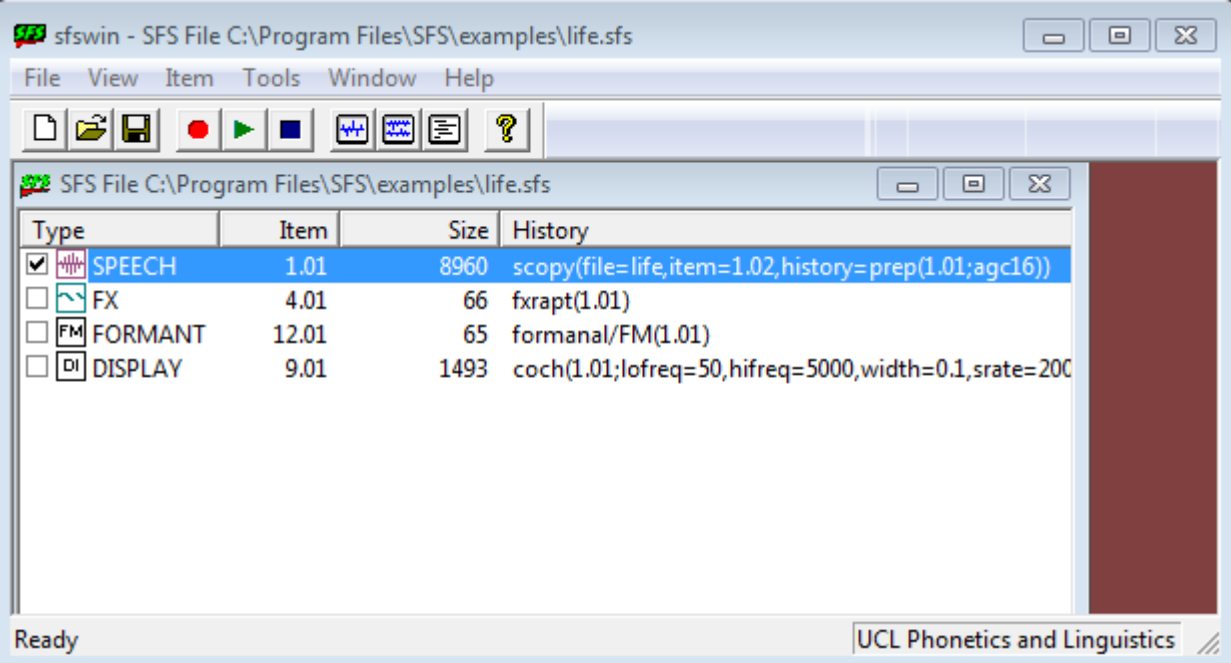 SFS sfswin - SFS File C:\Program Files\SFS\examples\life.sfs
File View Item Tools Window Help
SFS SFS File C:\Program Files\SFS\examples\life.sfs
Type Item Size History
SPEECH 1.01 8960 scopy(file=life,item=1.02,history=prep(1.01;agc16))
FX 4.01 66 fxrapt(1.01)
FM FORMANT 12.01 65 formanal/FM(1.01)
DI DISPLAY 9.01 1493 coch(1.01;lofreq=50,hifreq=5000,width=0.1,srate=200
Ready UCL Phonetics and Linguistics